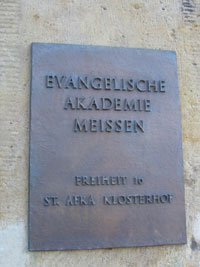 EVANGELISCHE
AKADEMIE
MEISSEN
FREIHEIT 16
ST. AFRA KLOSTERHOF